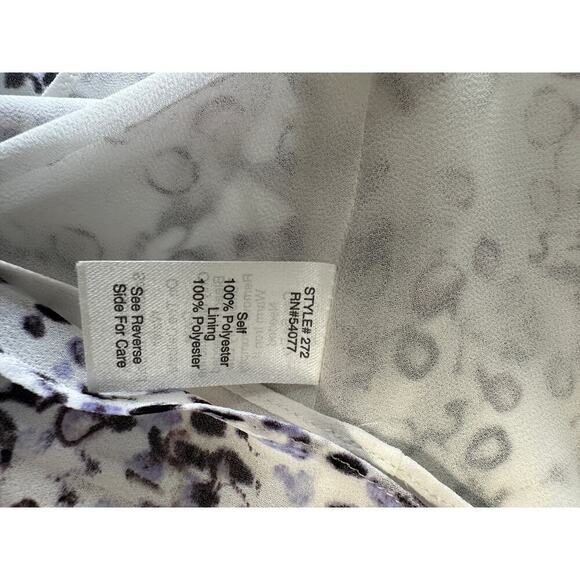 STYLE# 272
RN#54077
Self
100% Polyester
Lining
100% Polyester
See Reverse
Side For Care